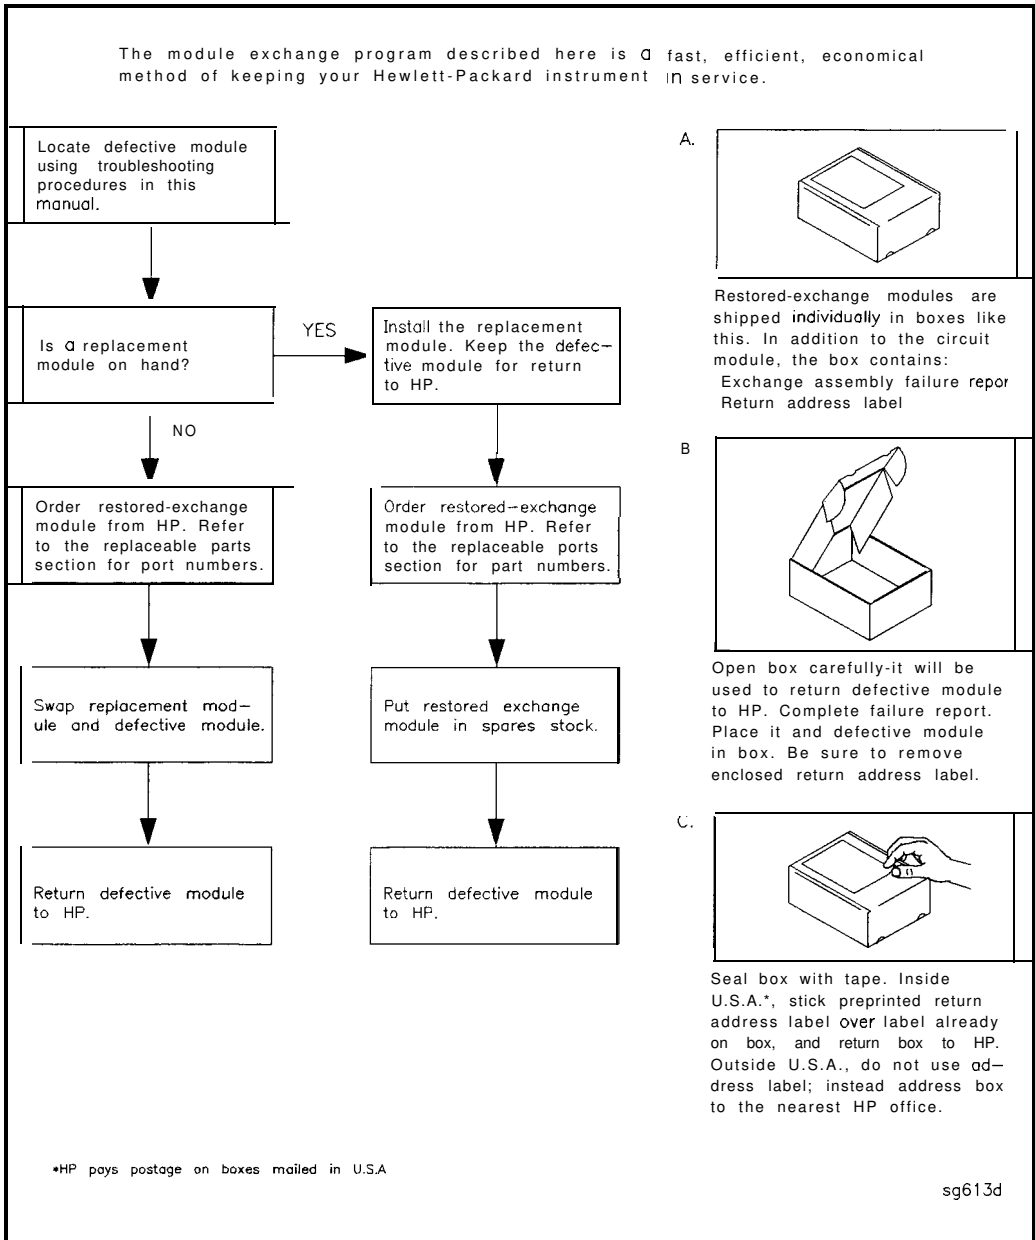 The module exchange program described here is a fast, efficient, economical
method of keeping your Hewlett-Packard instrument in service.
Locate defective module
using troubleshooting
procedures in this
manual.
Is a replacement
module on hand?
YES
Install the replacement
module. Keep the defec-
tive module for return
to HP.
NO
Order restored-exchange
module from HP. Refer
to the replaceable parts
section for port numbers.
Order restored-exchange
module from HP. Refer
to the replaceable ports
section for part numbers.
Swap replacement mod-
ule and defective module.
Put restored exchange
module in spares stock.
Return defective module
to HP.
Return defective module
to HP.
A.
Restored-exchange modules are
shipped individually in boxes like
this. In addition to the circuit
module, the box contains:
Exchange assembly failure repor
Return address label
B
Open box carefully-it will be
used to return defective module
to HP. Complete failure report.
Place it and defective module
in box. Be sure to remove
enclosed return address label.
C.
Seal box with tape. Inside
U.S.A.*, stick preprinted return
address label over label already
on box, and return box to HP.
Outside U.S.A., do not use ad-
dress label; instead address box
to the nearest HP office.
*HP pays postage on boxes mailed in U.S.A
sg613d